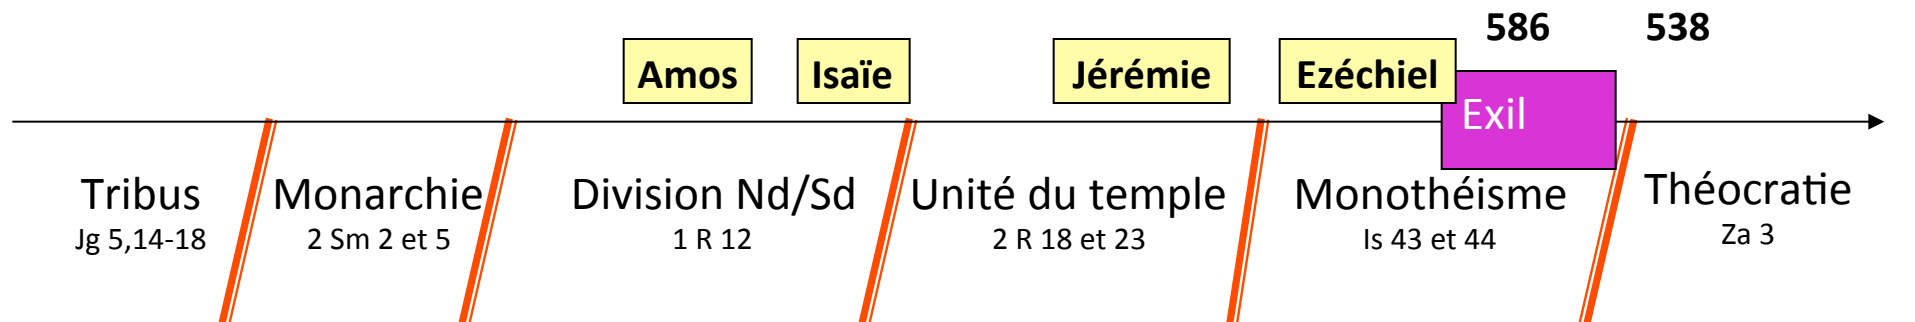 586 538
Amos Isaïe Jérémie Ezéchiel
Exil
Tribus Monarchie Division Nd/Sd Unité du temple Monothéisme Théocratie
Jg 5,14-18 2 Sm 2 et 5 1 R 12 2 R 18 et 23 Is 43 et 44 Za 3